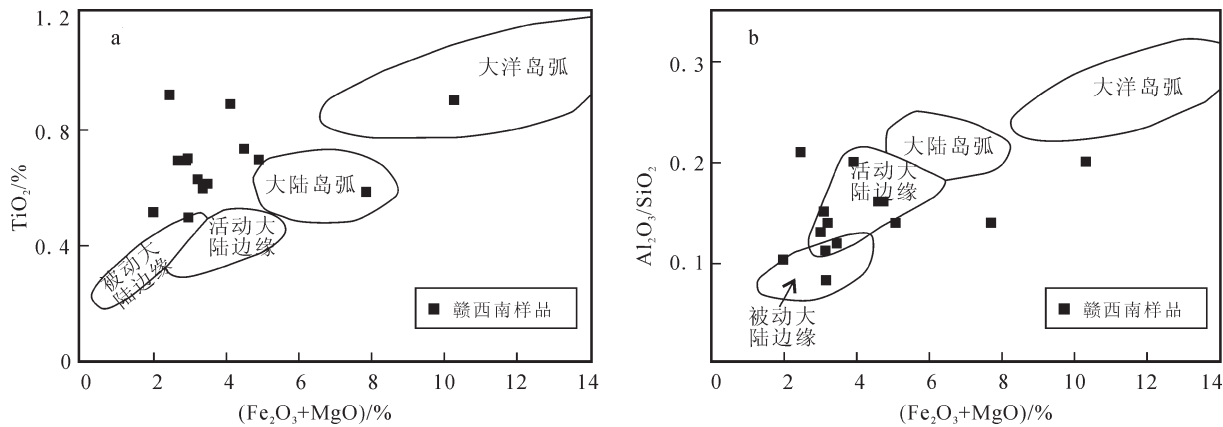 a
1.2
0.8
0.4
0
TiO₂/%
大洋岛弧
大陆岛弧
活动大
陆边缘
被动大
陆边缘
赣西南样品
0 2 4 6 8 10 12 14
(Fe₂O₃+MgO)/%
b
0.3
0.2
0.1
Al₂O₃/SiO₂
大洋岛弧
大陆岛弧
活动大
陆边缘
被动大
陆边缘
赣西南样品
0 2 4 6 8 10 12 14
(Fe₂O₃+MgO)/%